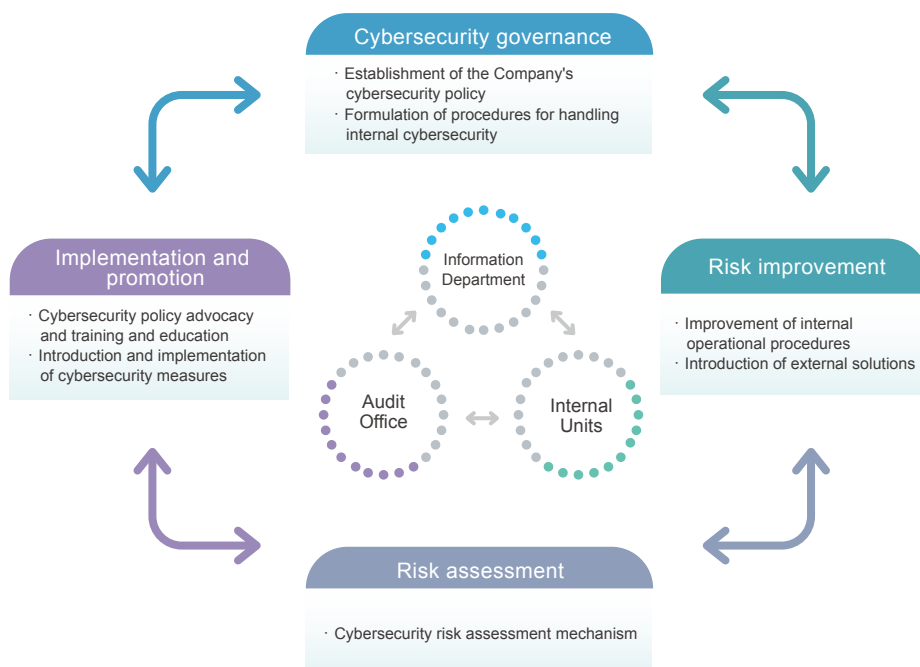 Cybersecurity governance
· Establishment of the Company's
cybersecurity policy
· Formulation of procedures for handling
internal cybersecurity
Implementation and
promotion
· Cybersecurity policy advocacy
and training and education
· Introduction and implementation
of cybersecurity measures
Information
Department
Audit
Office
Internal
Units
Risk improvement
· Improvement of internal
operational procedures
· Introduction of external solutions
Risk assessment
· Cybersecurity risk assessment mechanism